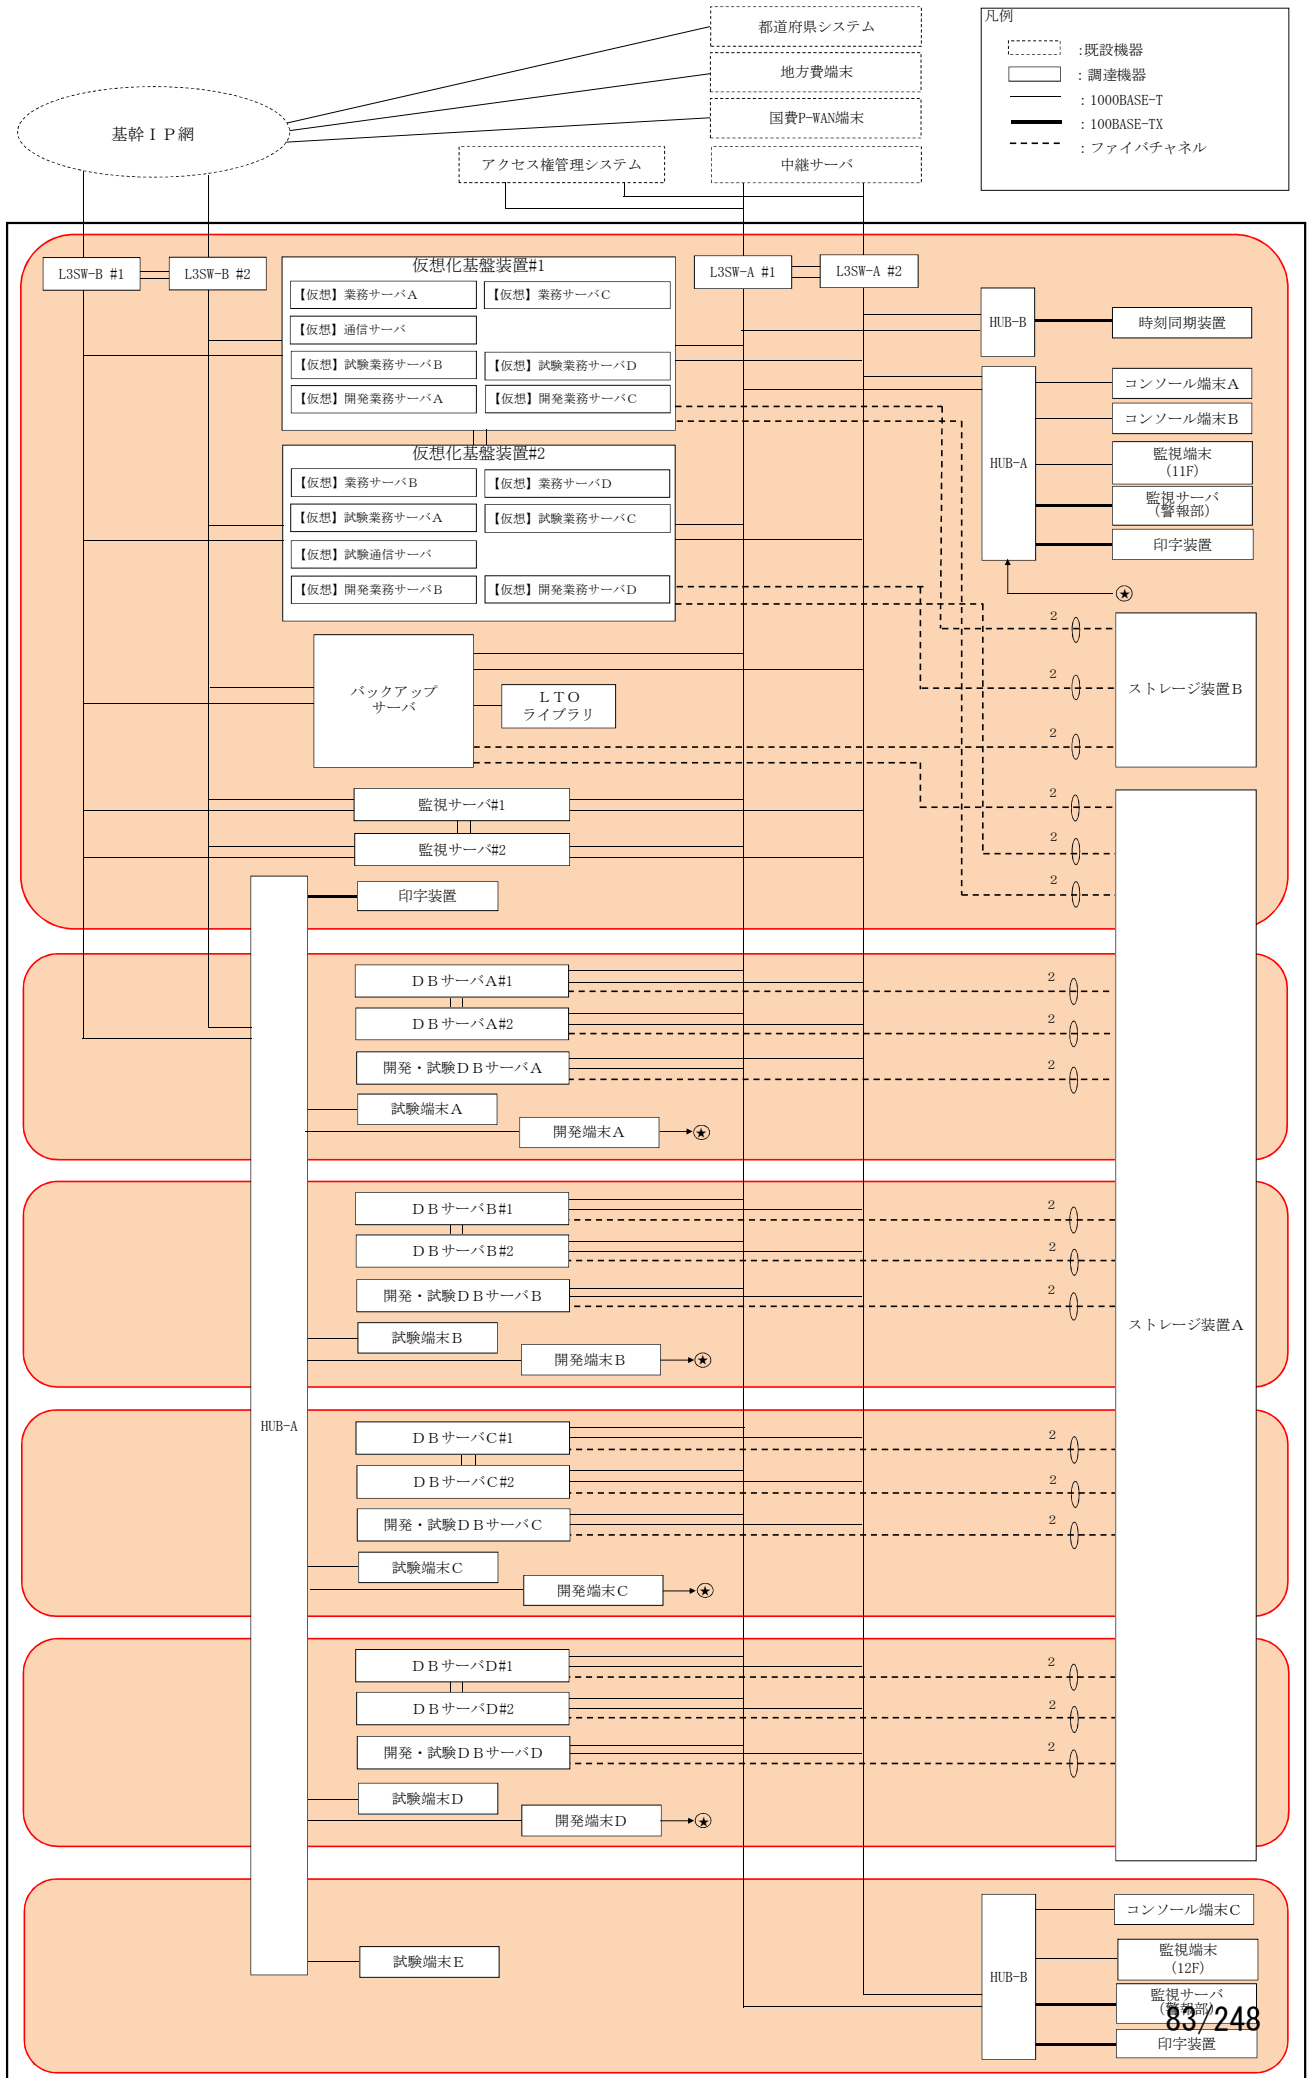 都道府県システム
地方費端末
国費P-WAN端末
中継サーバ
アクセス権管理システム
基幹ＩＰ網
凡例
:既設機器
：調達機器
：1000BASE-T
：100BASE-TX
：ファイバチャネル
L3SW-B #1
L3SW-B #2
仮想化基盤装置#1
【仮想】業務サーバA
【仮想】業務サーバC
【仮想】通信サーバ
【仮想】試験業務サーバB
【仮想】試験業務サーバD
【仮想】開発業務サーバA
【仮想】開発業務サーバC
仮想化基盤装置#2
【仮想】業務サーバB
【仮想】業務サーバD
【仮想】試験業務サーバA
【仮想】試験業務サーバC
【仮想】試験通信サーバ
【仮想】開発業務サーバB
【仮想】開発業務サーバD
L3SW-A #1
L3SW-A #2
HUB-B
時刻同期装置
HUB-A
コンソール端末A
コンソール端末B
監視端末
(11F)
監視サーバ
(警報部)
印字装置
★
バックアップ
サーバ
ＬＴＯ
ライブラリ
2
2
2
ストレージ装置B
監視サーバ#1
監視サーバ#2
印字装置
2
2
2
ストレージ装置A
HUB-A
ＤＢサーバA#1
2
ＤＢサーバA#2
2
開発・試験ＤＢサーバA
2
試験端末A
開発端末A
★
ＤＢサーバB#1
2
ＤＢサーバB#2
2
開発・試験ＤＢサーバB
2
試験端末B
開発端末B
★
ＤＢサーバC#1
2
ＤＢサーバC#2
2
開発・試験ＤＢサーバC
2
試験端末C
開発端末C
★
ＤＢサーバD#1
2
ＤＢサーバD#2
2
開発・試験ＤＢサーバD
2
試験端末D
開発端末D
★
試験端末E
HUB-B
コンソール端末C
監視端末
(12F)
監視サーバ
(警報部)
83/248
印字装置